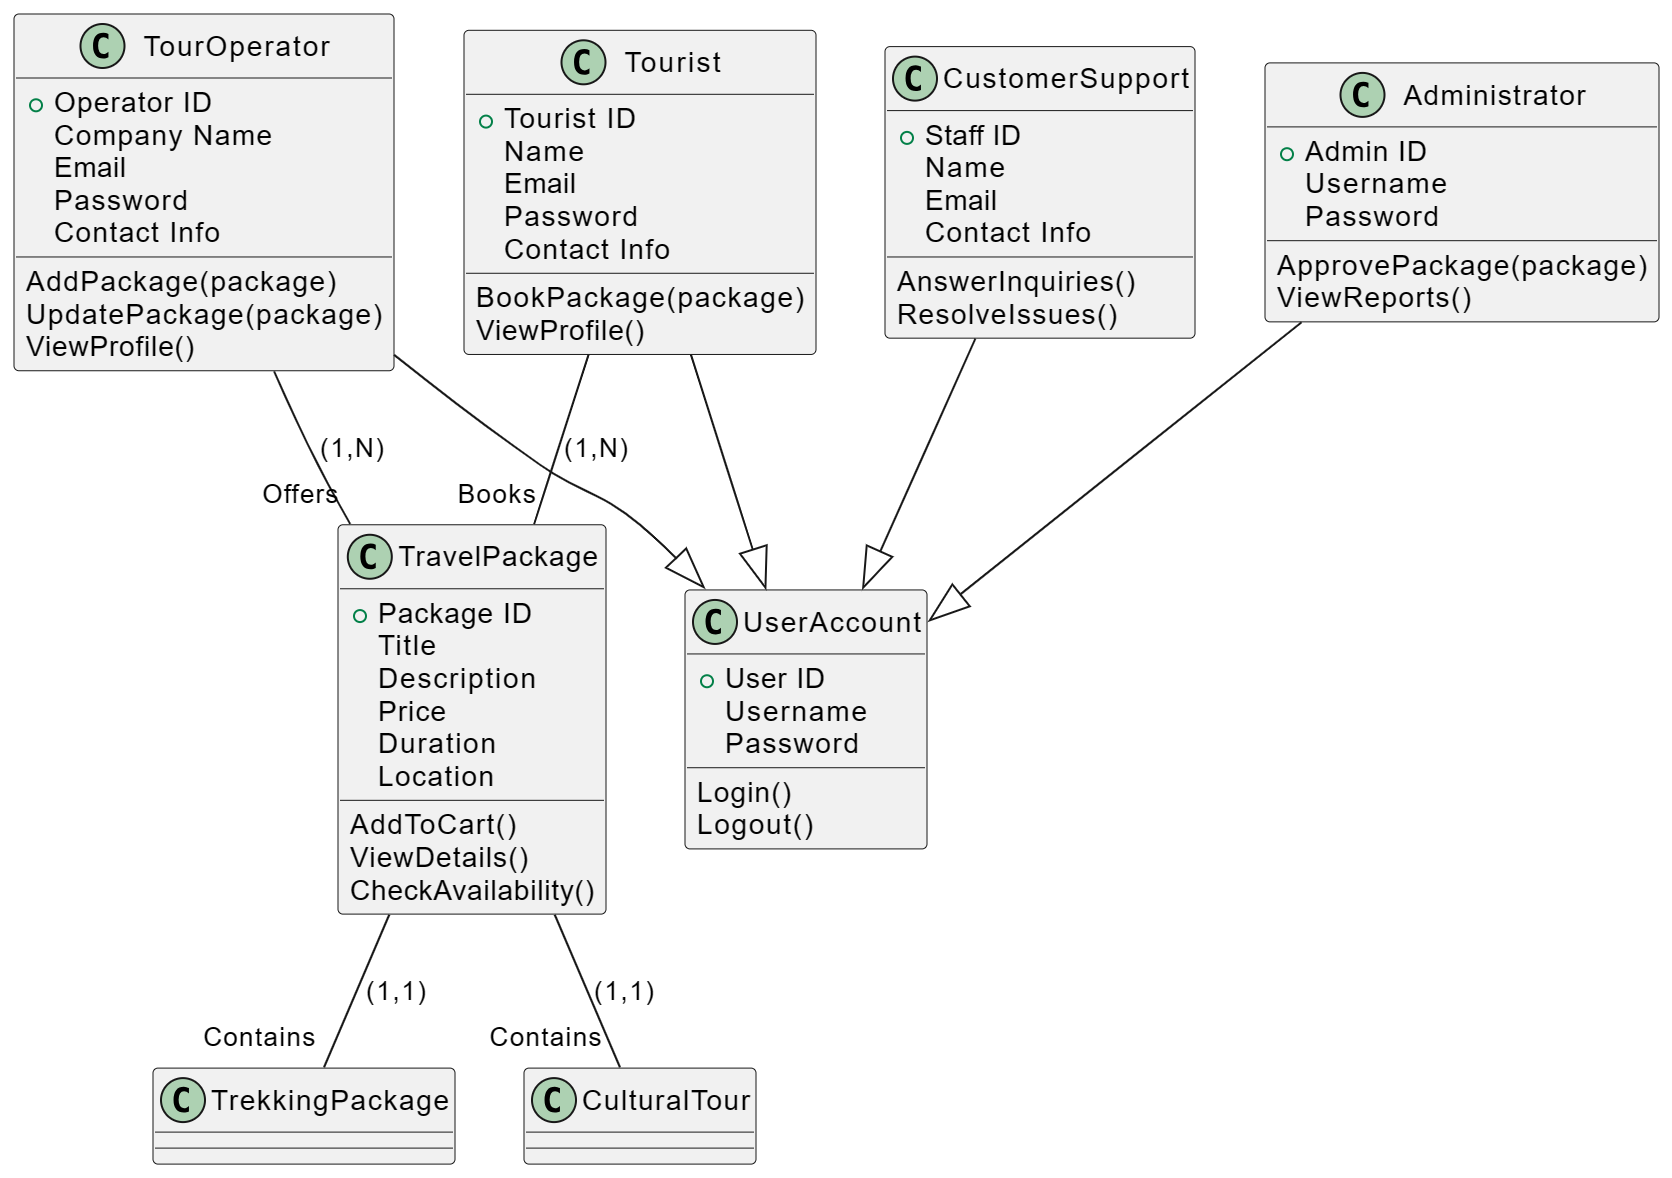 C TourOperator
Operator ID
Company Name
Email
Password
Contact Info
AddPackage(package)
UpdatePackage(package)
ViewProfile()
C Tourist
Tourist ID
Name
Email
Password
Contact Info
BookPackage(package)
ViewProfile()
C CustomerSupport
Staff ID
Name
Email
Contact Info
AnswerInquiries()
ResolveIssues()
C Administrator
Admin ID
Username
Password
ApprovePackage(package)
ViewReports()
(1,N)
Offers
(1,N)
Books
C TravelPackage
Package ID
Title
Description
Price
Duration
Location
AddToCart()
ViewDetails()
CheckAvailability()
C UserAccount
User ID
Username
Password
Login()
Logout()
(1,1)
Contains
(1,1)
Contains
C TrekkingPackage
C CulturalTour